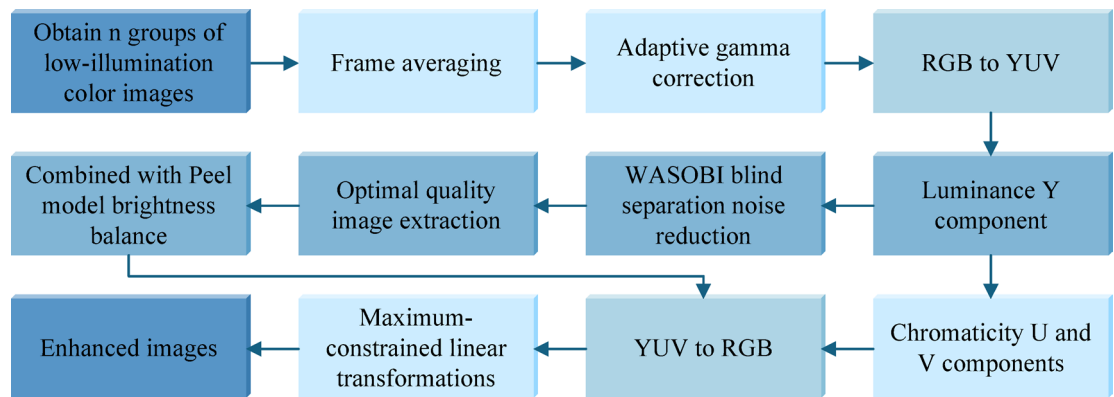 Obtain n groups of
low-illumination
color images
Frame averaging
Adaptive gamma
correction
RGB to YUV
Combined with Peel
model brightness
balance
Optimal quality
image extraction
WASOBI blind
separation noise
reduction
Luminance Y
component
Enhanced images
Maximum-
constrained linear
transformations
YUV to RGB
Chromaticity U and
V components